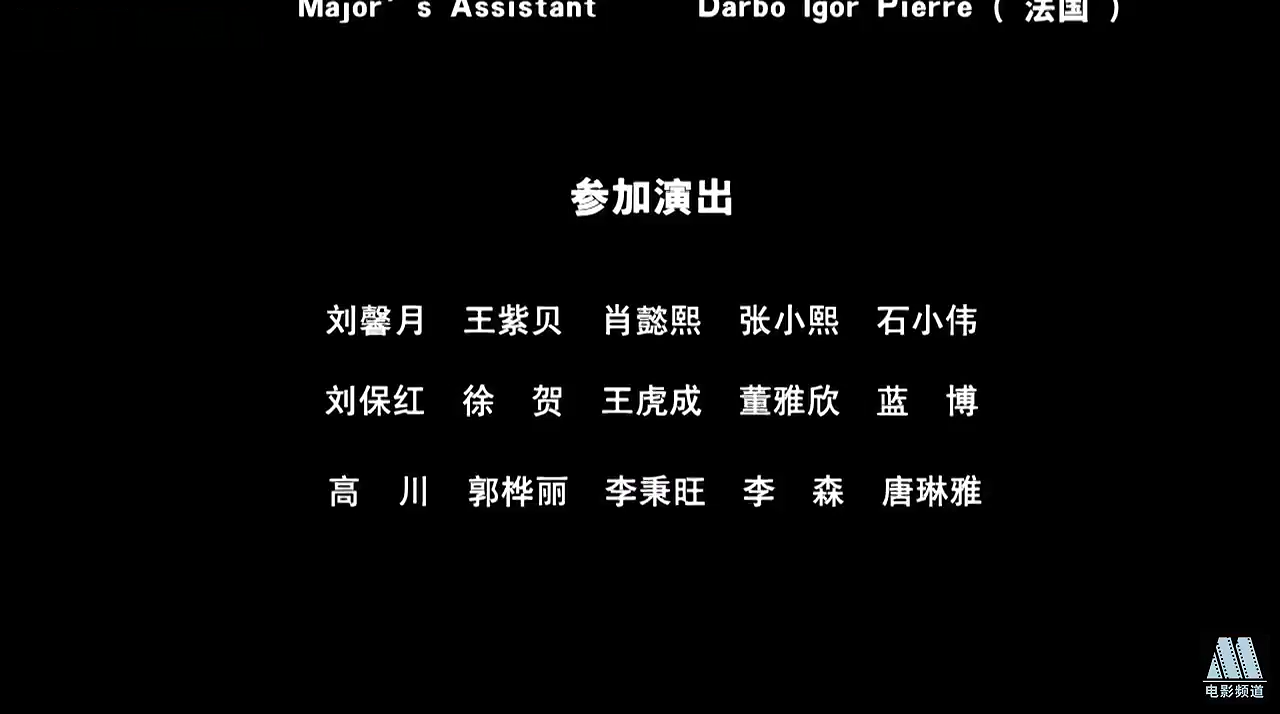 Major’s Assistant Darbo Igor Pierre ( 法国 )
参加演出
刘馨月 王紫贝 肖懿熙 张小熙 石小伟
刘保红 徐 贺 王虎成 董雅欣 蓝 博
高 川 郭桦丽 李秉旺 李 森 唐琳雅
电影频道